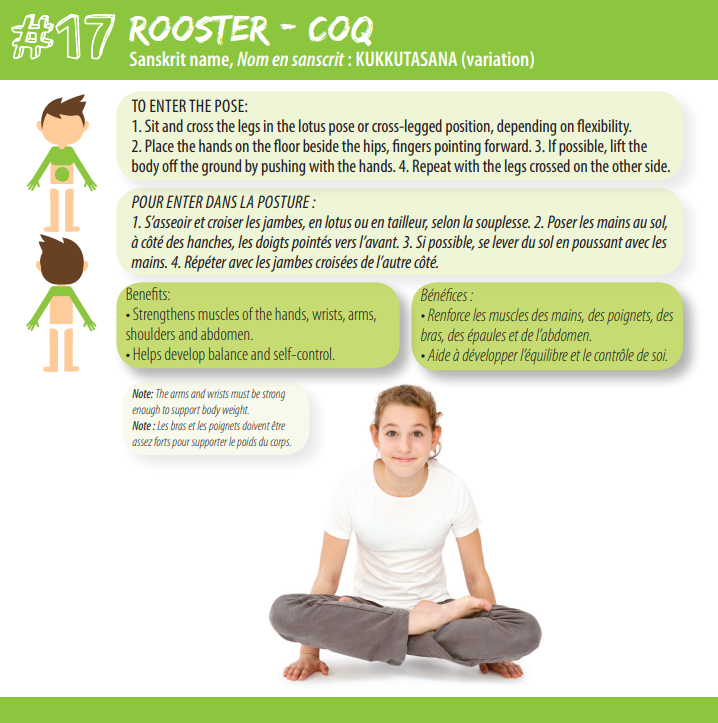 #17 ROOSTER - COQ
Sanskrit name, Nom en sanscrit : KUKKUTASANA (variation)
TO ENTER THE POSE:
1. Sit and cross the legs in the lotus pose or cross-legged position, depending on flexibility.
2. Place the hands on the floor beside the hips, fingers pointing forward. 3. If possible, lift the
body off the ground by pushing with the hands. 4. Repeat with the legs crossed on the other side.
POUR ENTER DANS LA POSTURE :
1. S'asseoir et croiser les jambes, en lotus ou en tailleur, selon la souplesse. 2. Poser les mains au sol,
à côté des hanches, les doigts pointés vers l'avant. 3. Si possible, se lever du sol en poussant avec les
mains. 4. Répéter avec les jambes croisées de l'autre côté.
Benefits:
• Strengthens muscles of the hands, wrists, arms,
shoulders and abdomen.
• Helps develop balance and self-control.
Bénéfices :
• Renforce les muscles des mains, des poignets, des
bras, des épaules et de l'abdomen.
• Aide à développer l'équilibre et le contrôle de soi.
Note: The arms and wrists must be strong
enough to support body weight.
Note : Les bras et les poignets doivent être
assez forts pour supporter le poids du corps.